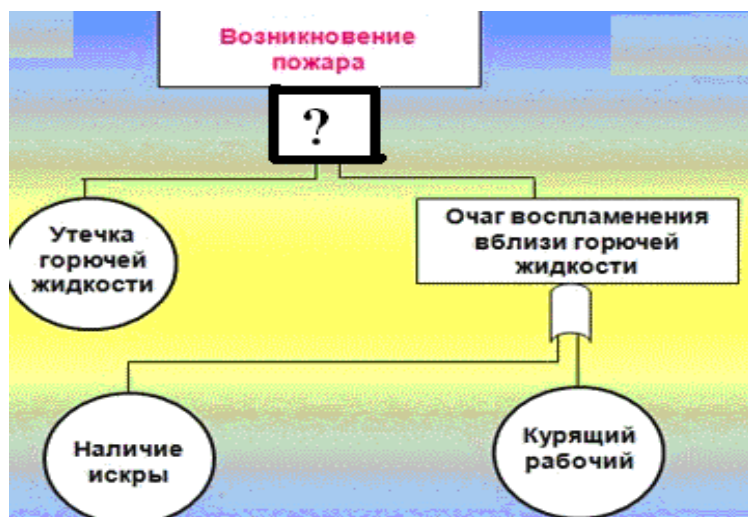 Возникновение
пожара
?
Утечка
горючей
жидкости
Очаг воспламенения
вблизи горючей
жидкости
Наличие
искры
Курящий
рабочий